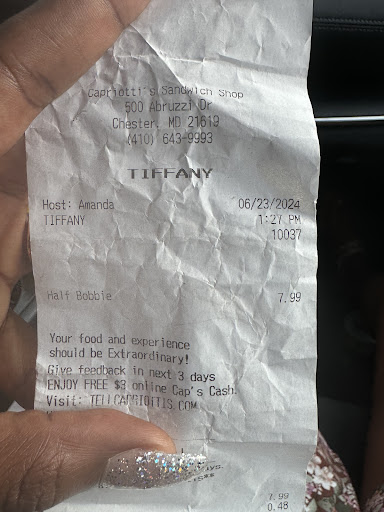 Capriotti's Sandwich Shop
500 Abruzzi Dr
Chester, MD 21619
(410) 643-9993
TIFFANY
Host: Amanda 06/23/2024
TIFFANY 1:27 PM
10037
Half Bobbie 7.99
Your food and experience
should be Extraordinary!
Give feedback in next 3 days
ENJOY FREE $3 online Cap's Cash.
Visit: TELLCAPRIOTTIS.COM
7.99
0.48